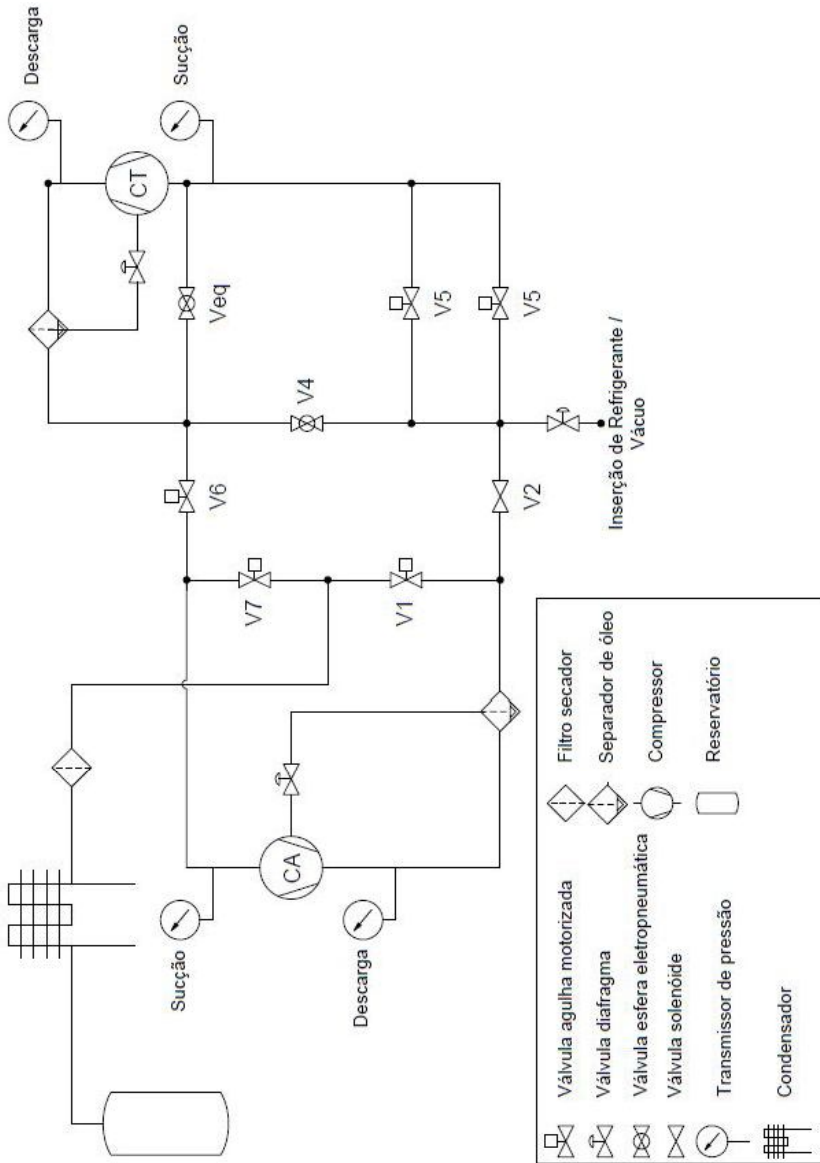 Descarga
Sucção
CT
Veq
V4
V5
V5
V6
V2
Inserção de Refrigerante /
Vácuo
V7
V1
CA
Sucção
Descarga
Válvula agulha motorizada
Válvula diafragma
Válvula esfera eletropneumática
Válvula solenóide
Transmissor de pressão
Condensador
Filtro secador
Separador de óleo
Compressor
Reservatório